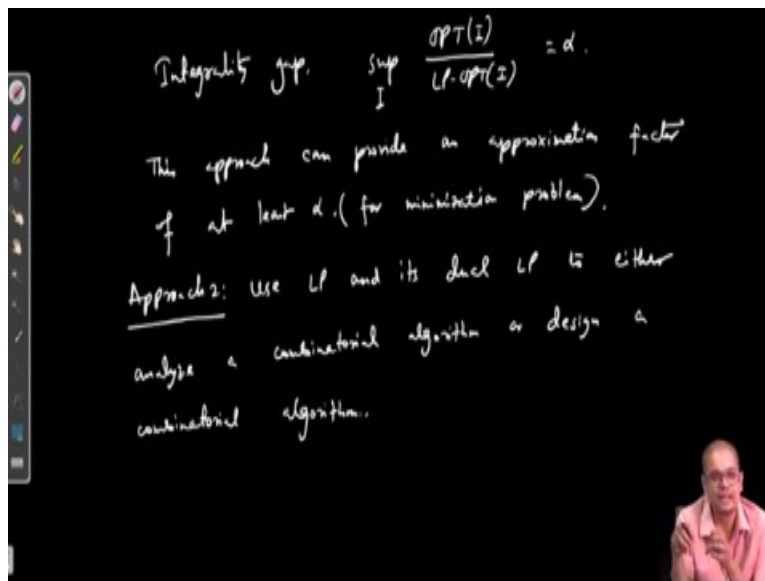 Integrality gap, sup OPT(I) / LP-OPT(I) = α.
I
This approach can provide an approximation factor
of at least α. (for minimisation problem).
Approach 2: Use LP and its dual LP to either
analyze a combinatorial algorithm or design a
combinatorial algorithm..